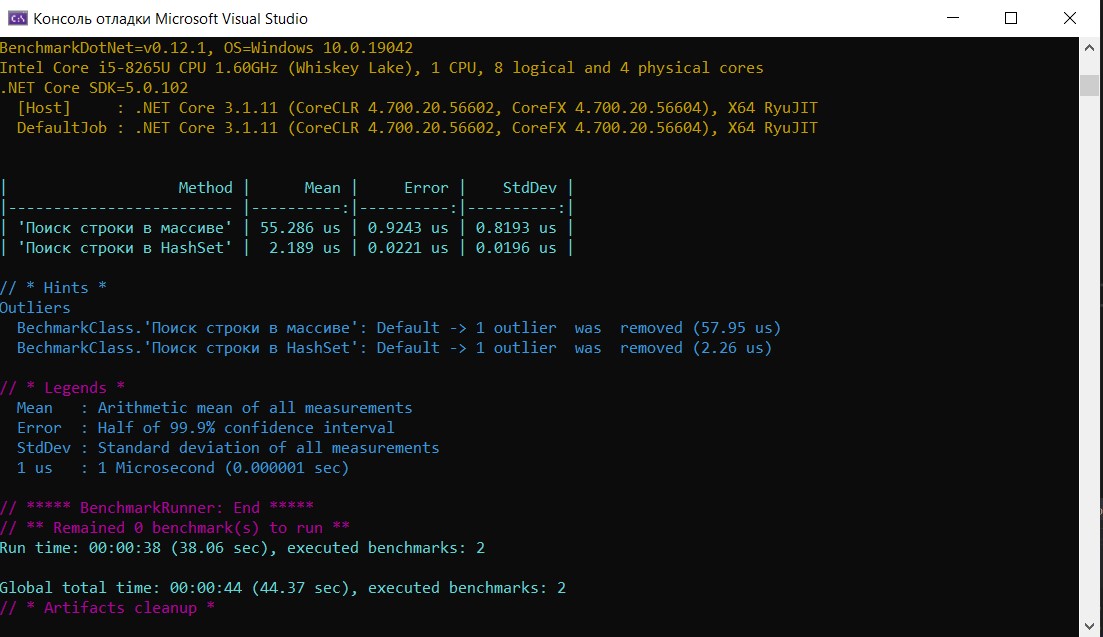 Консоль отладки Microsoft Visual Studio
BenchmarkDotNet=v0.12.1, OS=Windows 10.0.19042
Intel Core i5-8265U CPU 1.60GHz (Whiskey Lake), 1 CPU, 8 logical and 4 physical cores
.NET Core SDK=5.0.102
  [Host]     : .NET Core 3.1.11 (CoreCLR 4.700.20.56602, CoreFX 4.700.20.56604), X64 RyuJIT
  DefaultJob : .NET Core 3.1.11 (CoreCLR 4.700.20.56602, CoreFX 4.700.20.56604), X64 RyuJIT
|                   Method |      Mean |     Error |    StdDev |
|------------------------- |----------:|----------:|----------:|
| 'Поиск строки в массиве' | 55.286 us | 0.9243 us | 0.8193 us |
| 'Поиск строки в HashSet' |  2.189 us | 0.0221 us | 0.0196 us |
// * Hints *
Outliers
  BechmarkClass.'Поиск строки в массиве': Default -> 1 outlier  was  removed (57.95 us)
  BechmarkClass.'Поиск строки в HashSet': Default -> 1 outlier  was  removed (2.26 us)
// * Legends *
  Mean   : Arithmetic mean of all measurements
  Error  : Half of 99.9% confidence interval
  StdDev : Standard deviation of all measurements
  1 us   : 1 Microsecond (0.000001 sec)
// ***** BenchmarkRunner: End *****
// ** Remained 0 benchmark(s) to run **
Run time: 00:00:38 (38.06 sec), executed benchmarks: 2
Global total time: 00:00:44 (44.37 sec), executed benchmarks: 2
// * Artifacts cleanup *